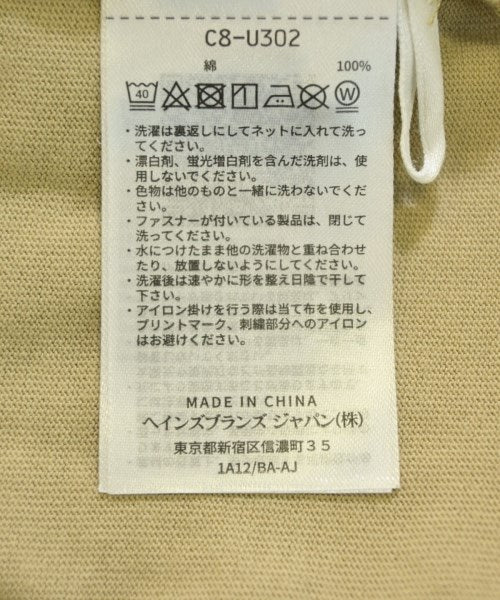 C8-U302
綿 100%
40 W
・洗濯は裏返しにしてネットに入れて洗っ
てください。
・漂白剤、蛍光増白剤を含んだ洗剤は、使
用しないでください。
・色物は他のものと一緒に洗わないでくだ
さい。
・ファスナーが付いている製品は、閉じて
洗ってください。
・水につけたまま他の洗濯物と重ね合わせ
たり、放置しないようにしてください。
・洗濯後は速やかに形を整え日陰で干して
下さい。
・アイロン掛けを行う際は当て布を使用し、
プリントマーク、刺繍部分へのアイロン
はお避けください。
MADE IN CHINA
ヘインズブランズ ジャパン(株)
東京都新宿区信濃町35
1A12/BA-AJ